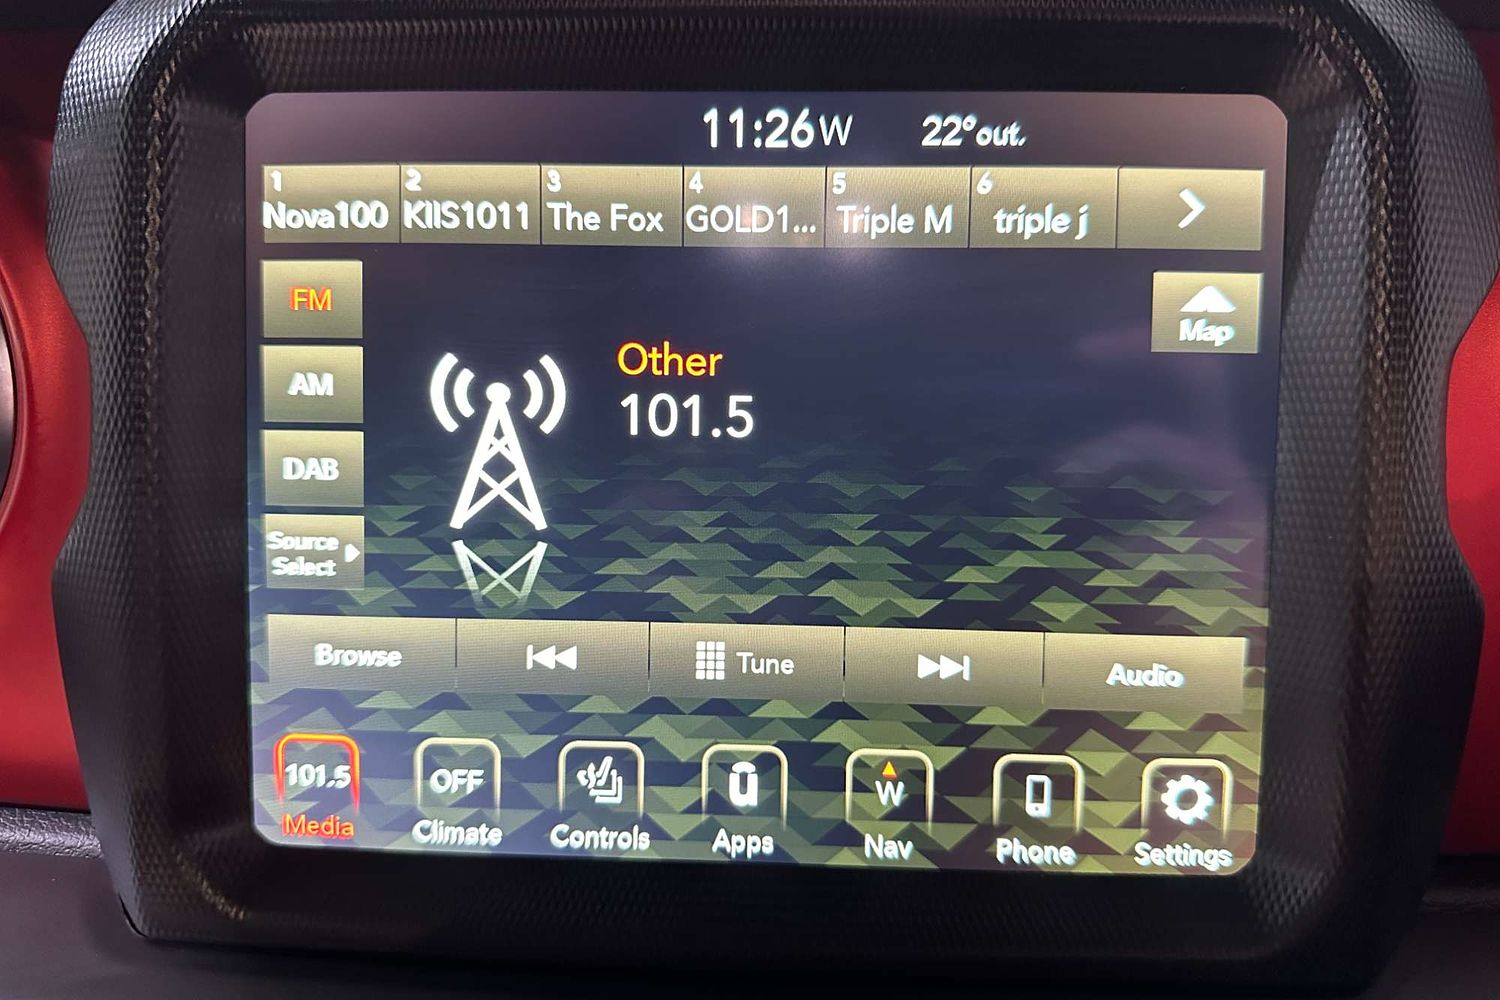 11:26W 22° out.
1 2 3 4 5 6
Nova100 KIIS1011 The Fox GOLD1... Triple M triple j
FM
Map
AM
Other
101.5
DAB
Source
Select
Browse Tune Audio
101.5 OFF W
Media Climate Controls Apps Nav Phone Settings